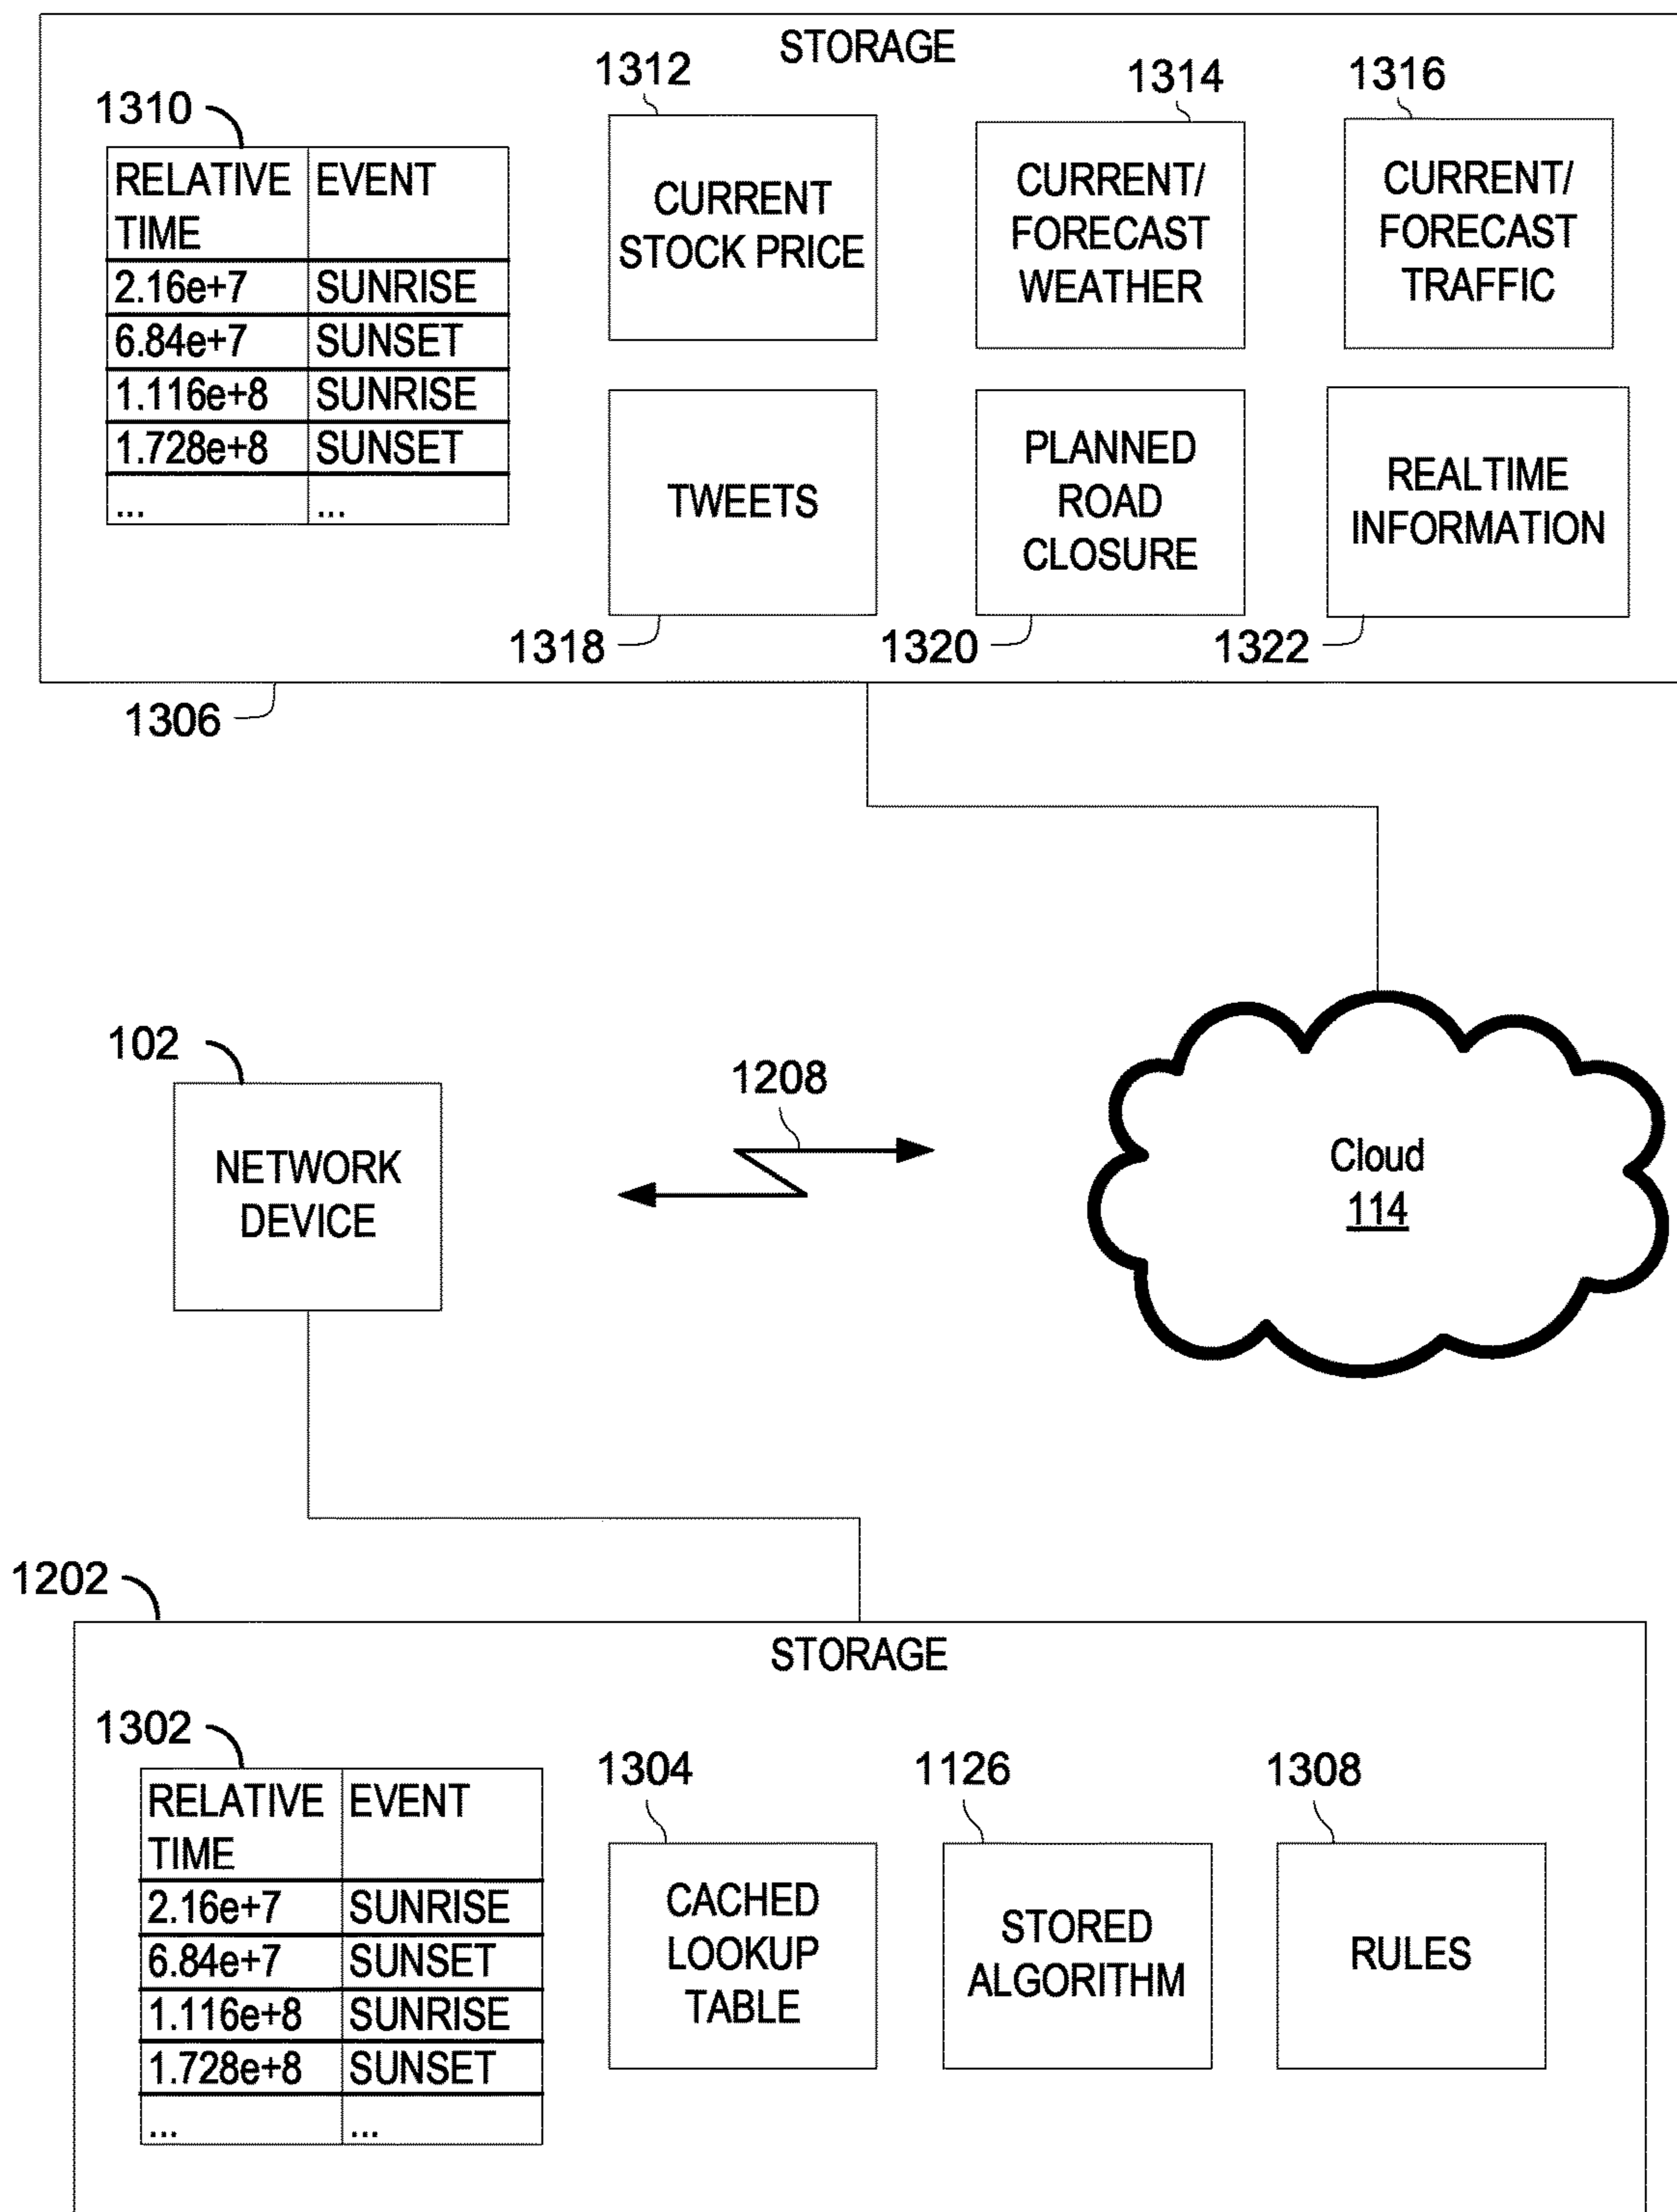 STORAGE
1312
1314
1316
1310
RELATIVE TIME EVENT
2.16e+7 SUNRISE
6.84e+7 SUNSET
1.116e+8 SUNRISE
1.728e+8 SUNSET
... ...
CURRENT
STOCK PRICE
CURRENT/
FORECAST
WEATHER
CURRENT/
FORECAST
TRAFFIC
TWEETS
PLANNED
ROAD
CLOSURE
REALTIME
INFORMATION
1318
1320
1322
1306
102
NETWORK
DEVICE
1208
Cloud
114
1202
STORAGE
1302
RELATIVE TIME EVENT
2.16e+7 SUNRISE
6.84e+7 SUNSET
1.116e+8 SUNRISE
1.728e+8 SUNSET
... ...
1304
1126
1308
CACHED
LOOKUP
TABLE
STORED
ALGORITHM
RULES